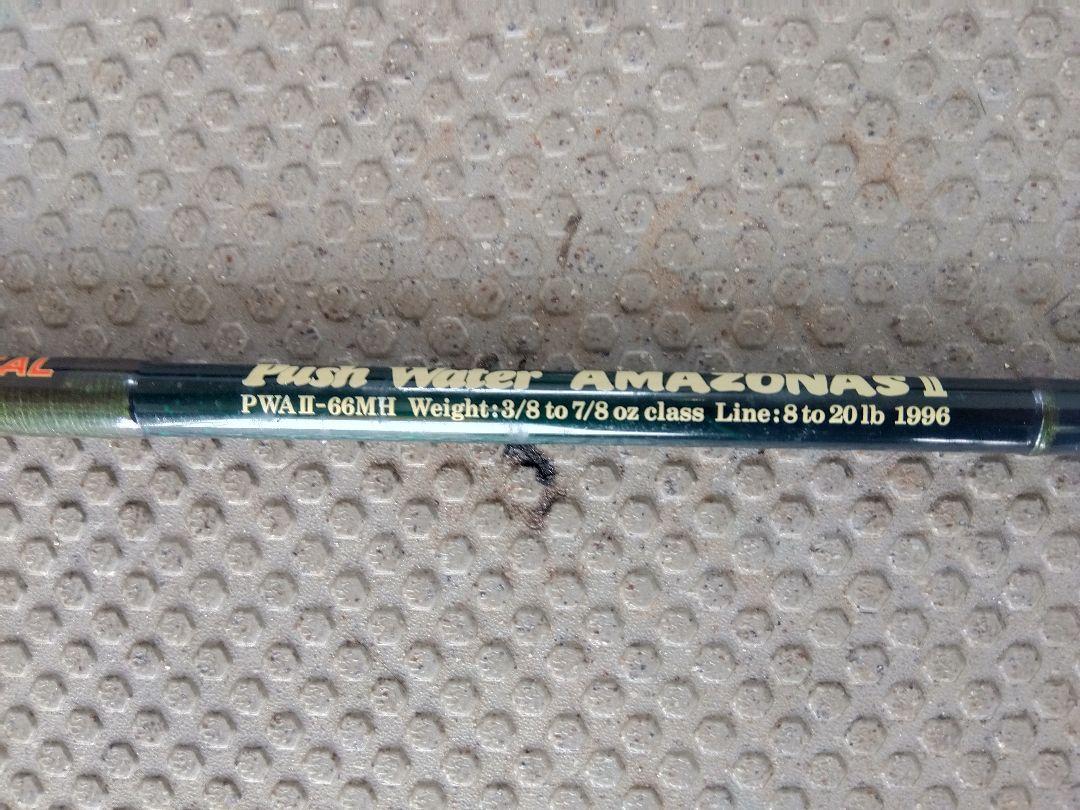 Push Water AMAZONAS II
PWAII-66MH Weight:3/8 to 7/8 oz class Line:8 to 20 lb 1996